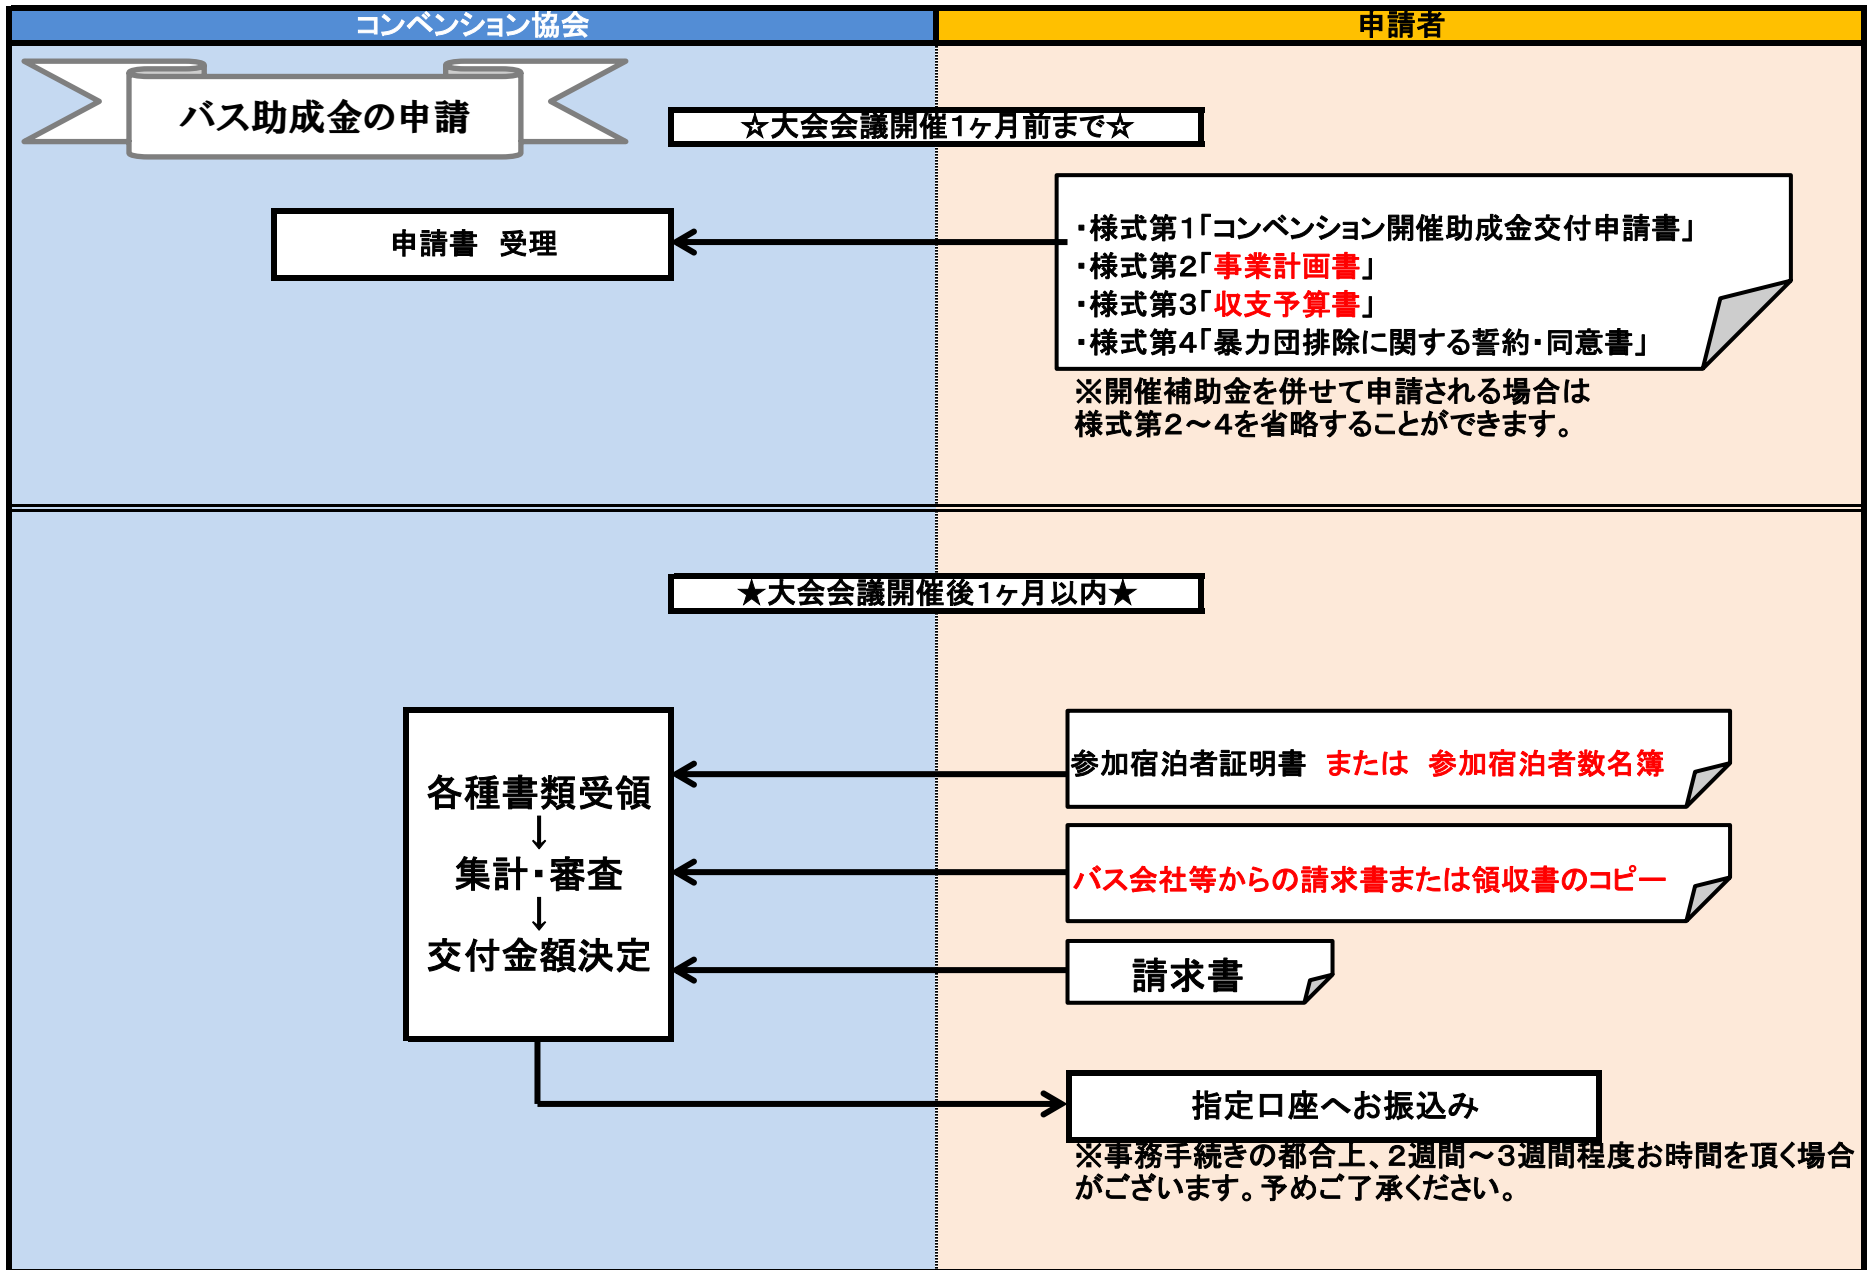 コンベンション協会
申請者
バス助成金の申請
☆大会会議開催1ヶ月前まで☆
申請書　受理
・様式第1「コンベンション開催助成金交付申請書」
・様式第2「事業計画書」
・様式第3「収支予算書」
・様式第4「暴力団排除に関する誓約・同意書」
※開催補助金を併せて申請される場合は
様式第2～4を省略することができます。
★大会会議開催後1ヶ月以内★
各種書類受領
↓
集計・審査
↓
交付金額決定
参加宿泊者証明書　または　参加宿泊者数名簿
バス会社等からの請求書または領収書のコピー
請求書
指定口座へお振込み
※事務手続きの都合上、2週間～3週間程度お時間を頂く場合
がございます。予めご了承ください。